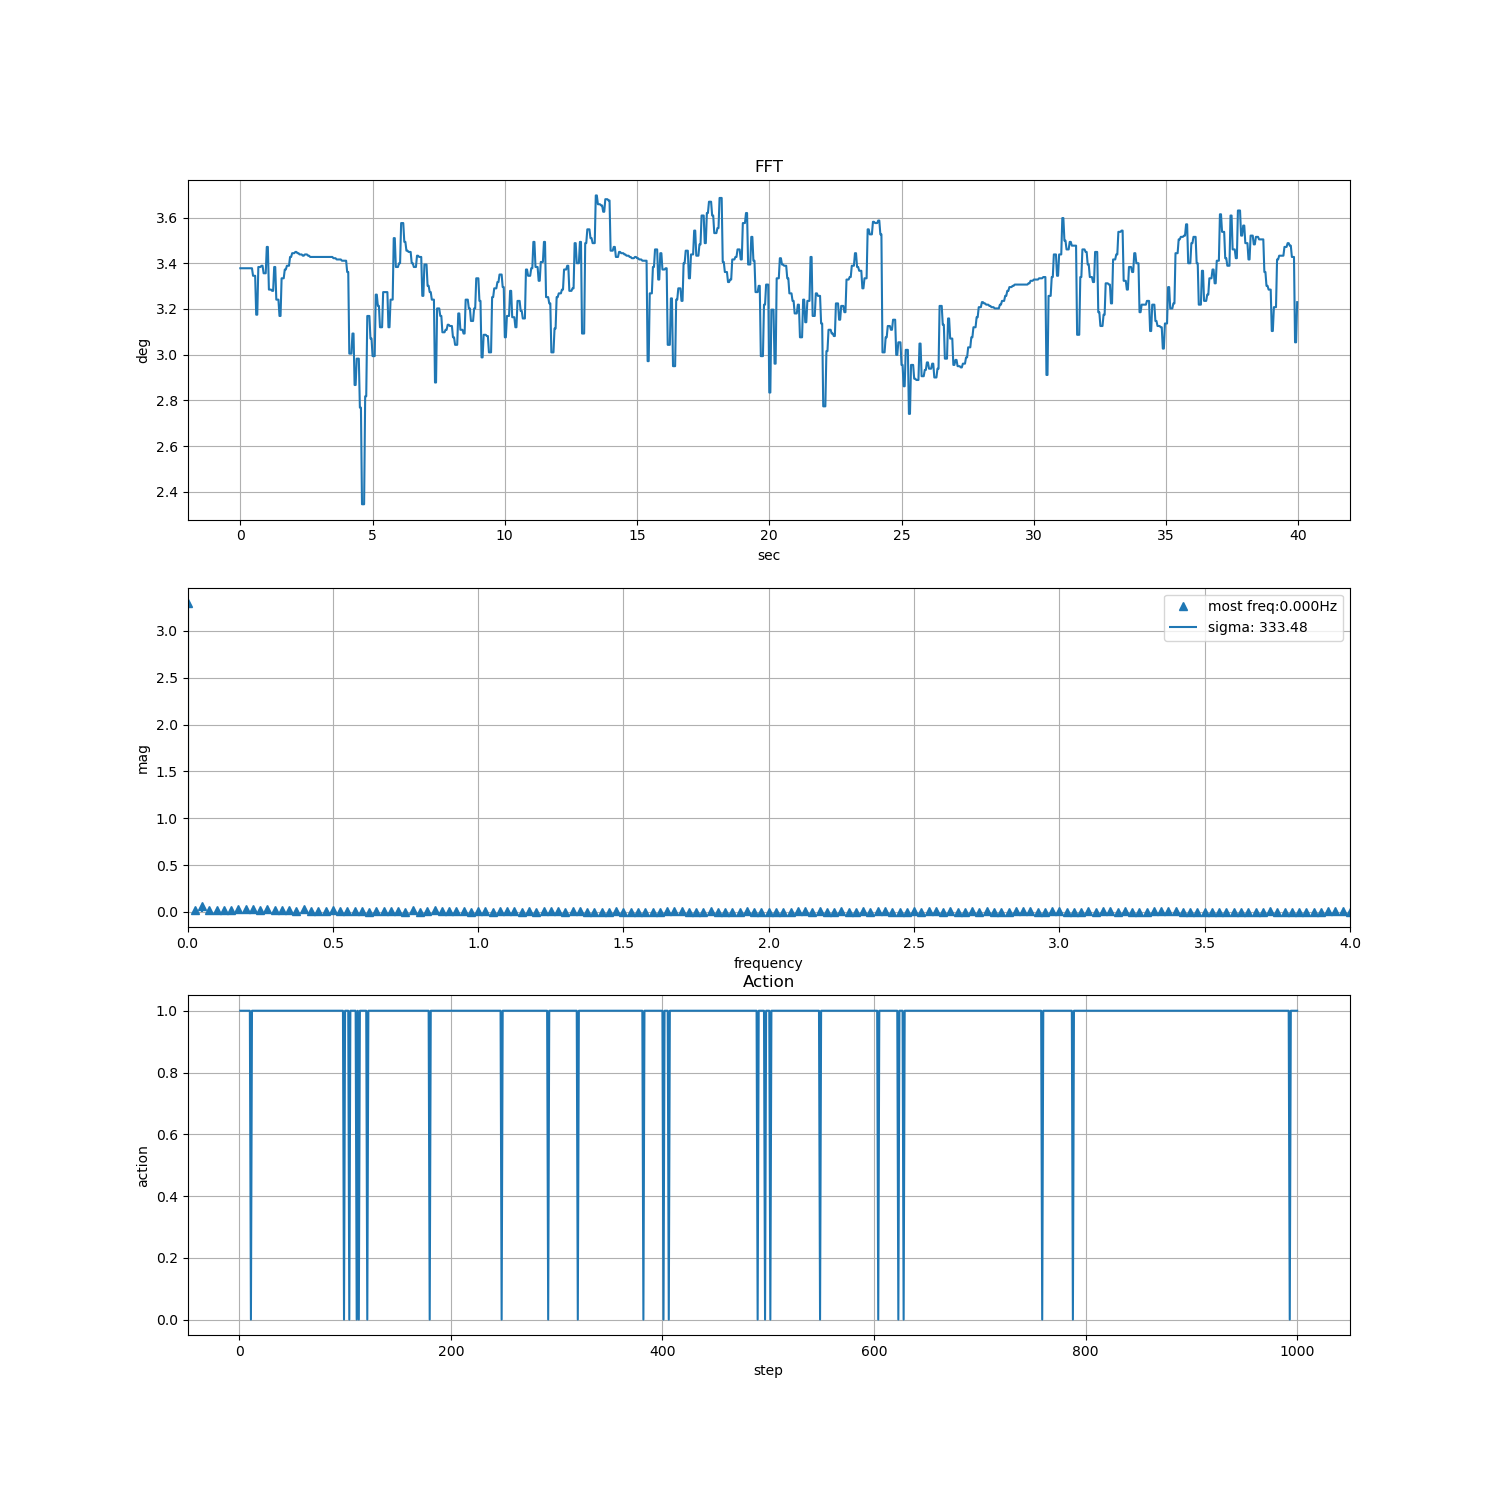 FFT
3.6
3.4
3.2
3.0
2.8
2.6
2.4
deg
0 5 10 15 20 25 30 35 40
sec
most freq:0.000Hz
sigma: 333.48
3.0
2.5
2.0
1.5
1.0
0.5
0.0
mag
0.0 0.5 1.0 1.5 2.0 2.5 3.0 3.5 4.0
frequency
Action
1.0
0.8
0.6
0.4
0.2
0.0
action
0 200 400 600 800 1000
step